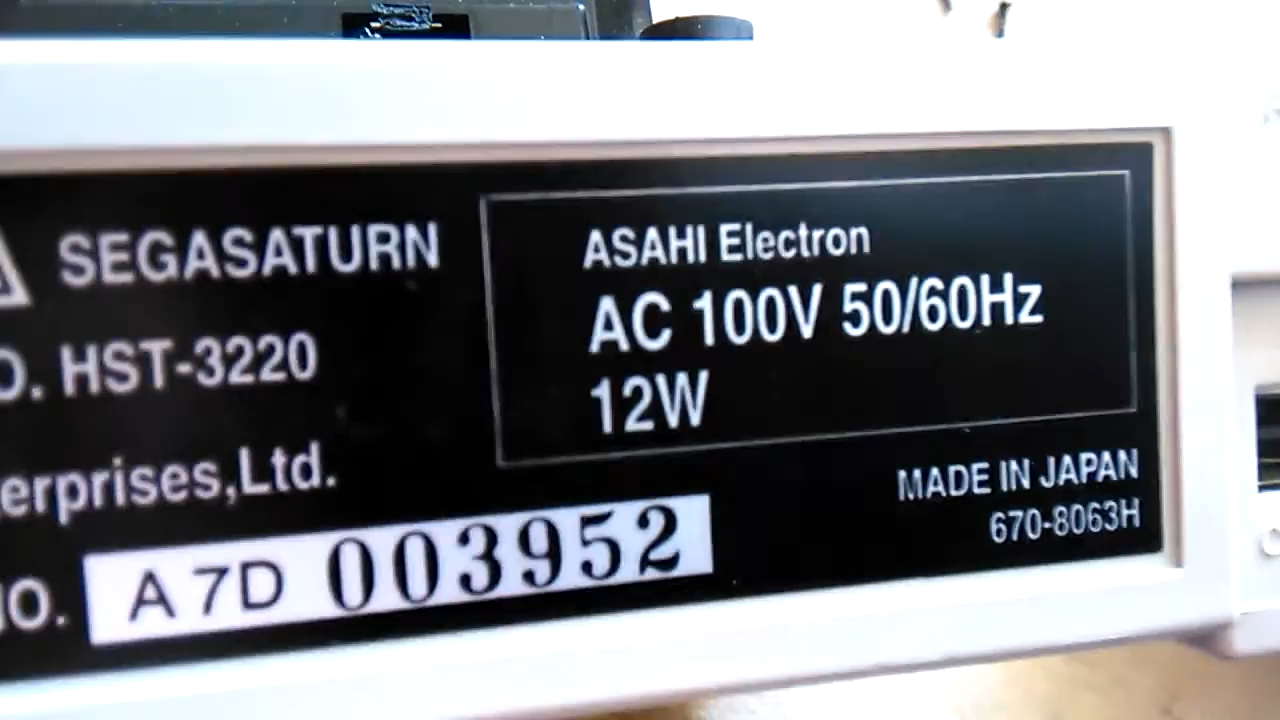 SEGASATURN
O. HST-3220
erprises,Ltd.
NO. A7D 003952
ASAHI Electron
AC 100V 50/60Hz
12W
MADE IN JAPAN
670-8063H